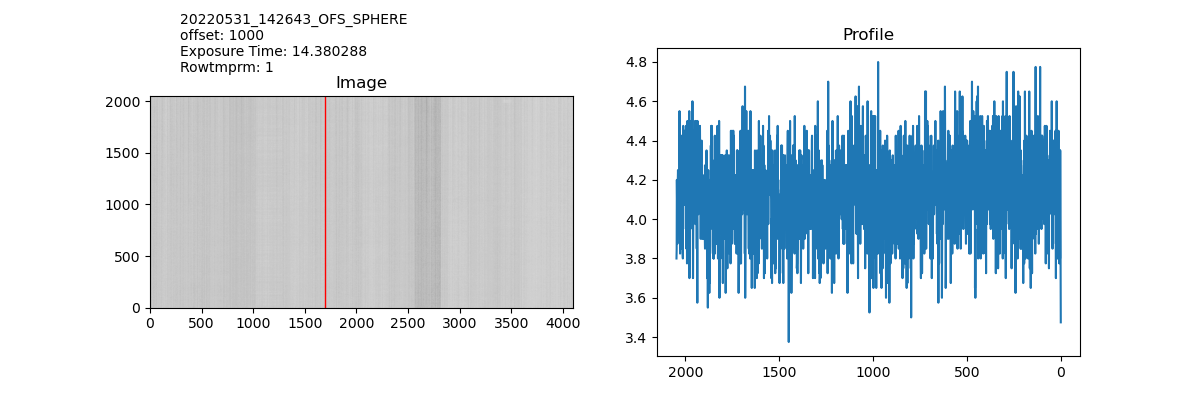 20220531_142643_OFS_SPHERE
offset: 1000
Exposure Time: 14.380288
Rowtmprm: 1
Image
2000
1500
1000
500
0
0 500 1000 1500 2000 2500 3000 3500 4000
Profile
4.8
4.6
4.4
4.2
4.0
3.8
3.6
3.4
2000 1500 1000 500 0